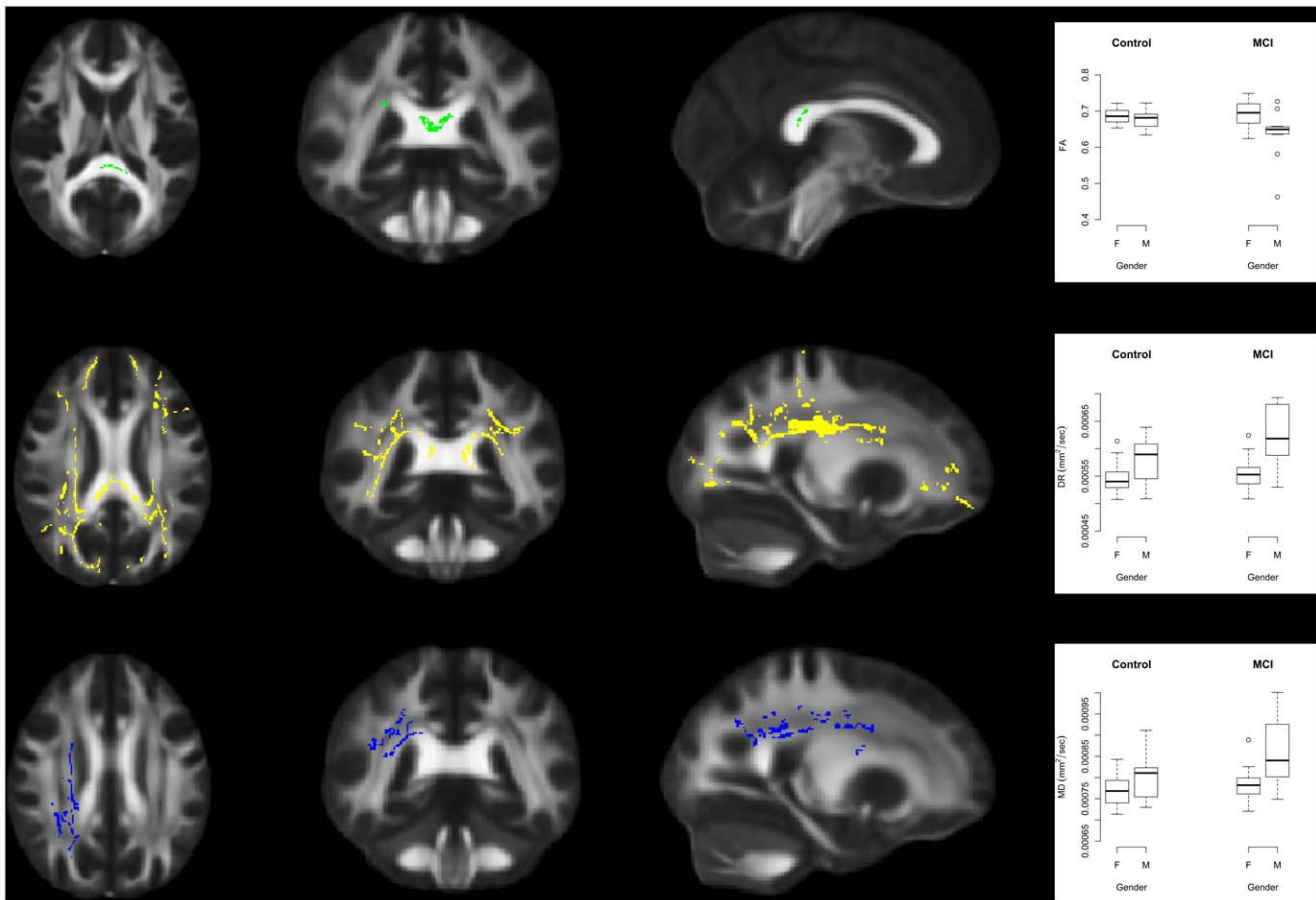 Control MCI
0.8
0.7
0.6
0.5
0.4
FA
F M F M
Gender Gender
Control MCI
0.00065
0.00055
0.00045
DR (mm²/sec)
F M F M
Gender Gender
Control MCI
0.00095
0.00085
0.00075
0.00065
MD (mm²/sec)
F M F M
Gender Gender